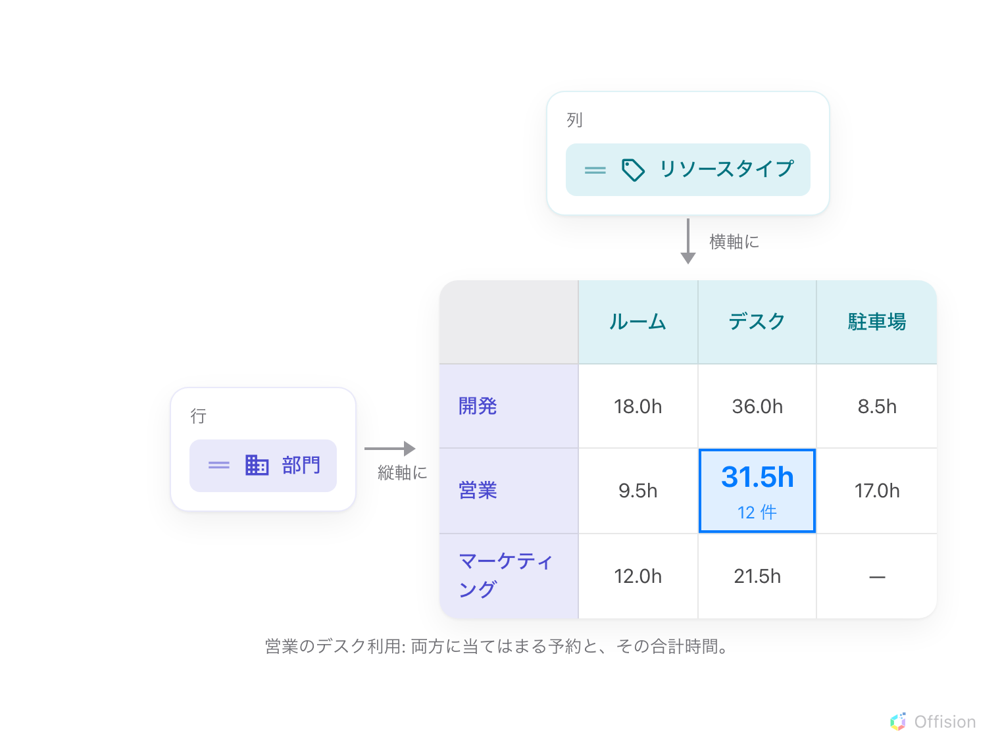 列
リソースタイプ
横軸に
ルーム デスク 駐車場
開発 18.0h 36.0h 8.5h
行
部門
縦軸に
営業 9.5h 31.5h 17.0h
12 件
マーケティ
ング
12.0h 21.5h —
営業のデスク利用: 両方に当てはまる予約と、その合計時間。
Offision